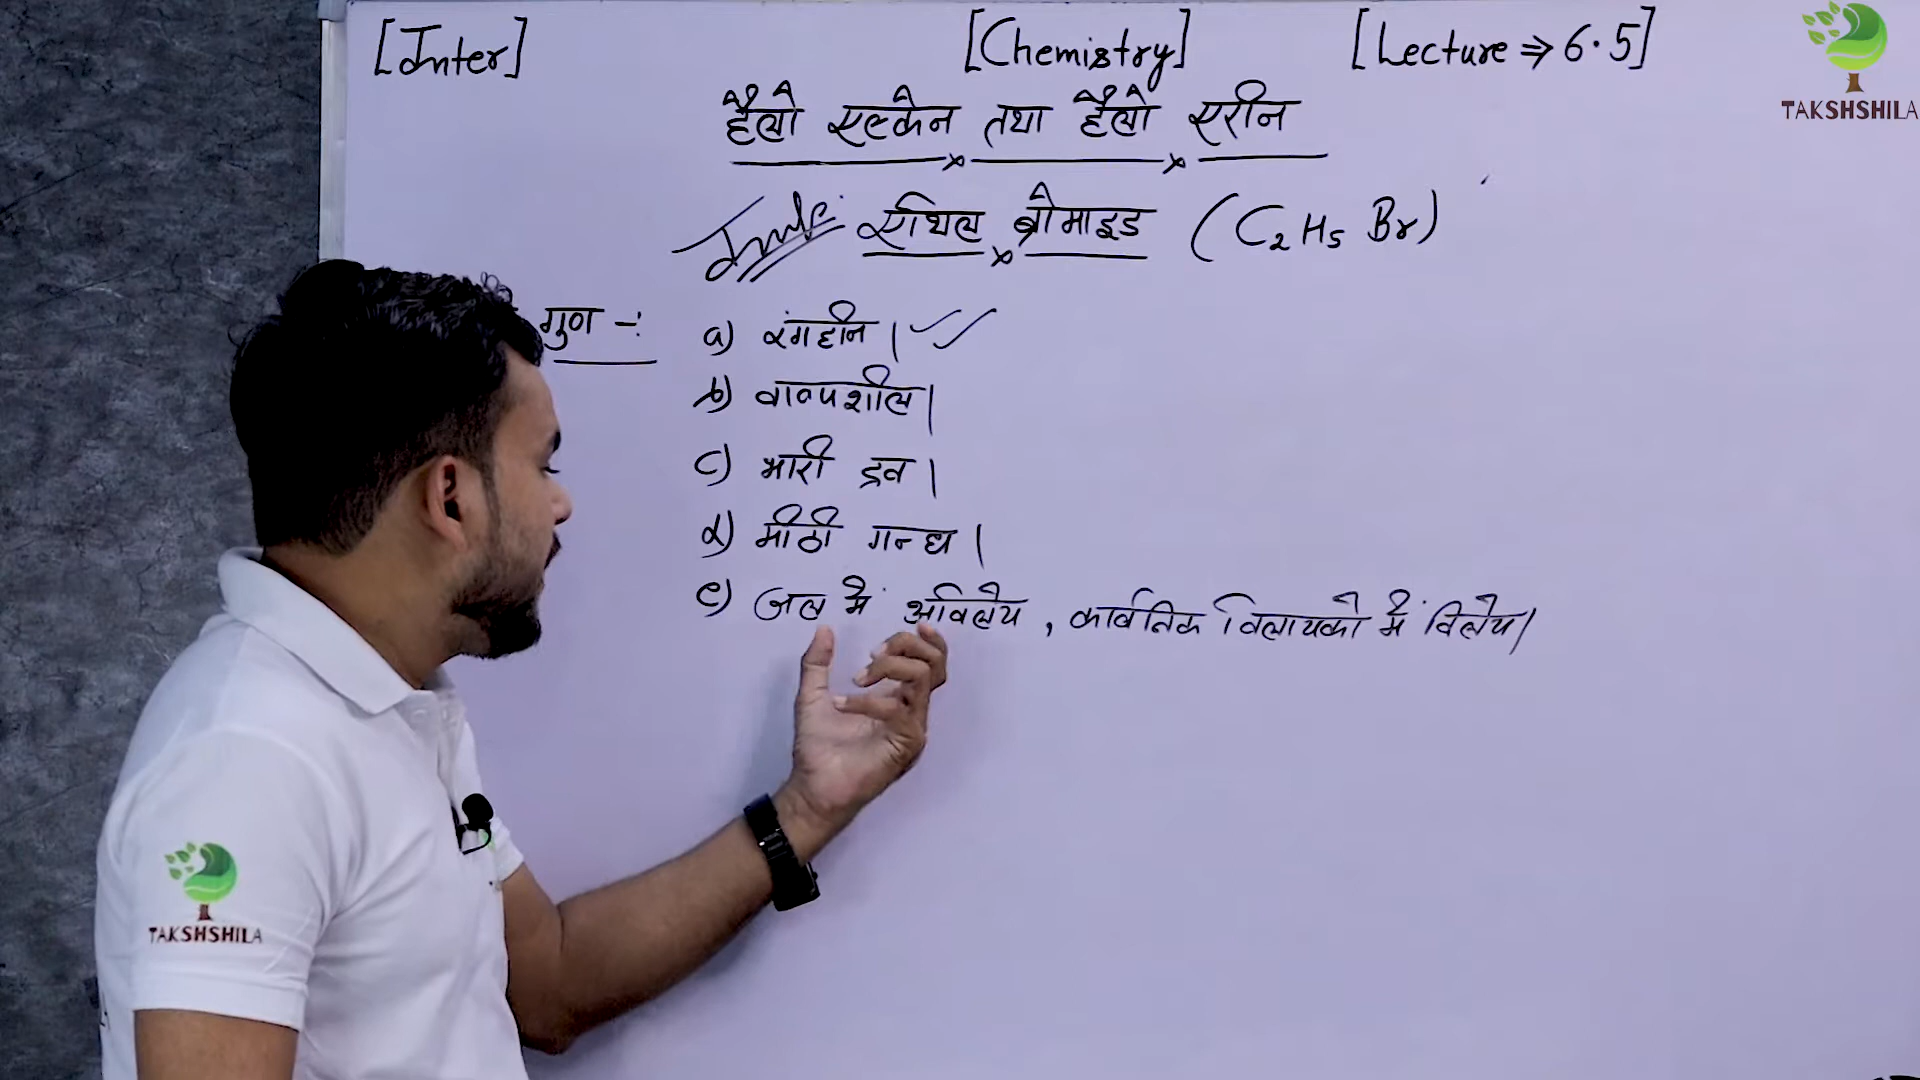 [Inter] [Chemistry] [Lecture ⇒ 6.5]
TAKSHSHILA
हैलो एल्केन तथा हैलो एरीन
एथिल ब्रोमाइड (C₂H₅Br)
गुण -:
a) रंगहीन।
b) वाष्पशील।
c) भारी द्रव।
d) मीठी गन्ध।
e) जल में अविलेय, कार्बनिक विलायको में विलेय।
TAKSHSHILA